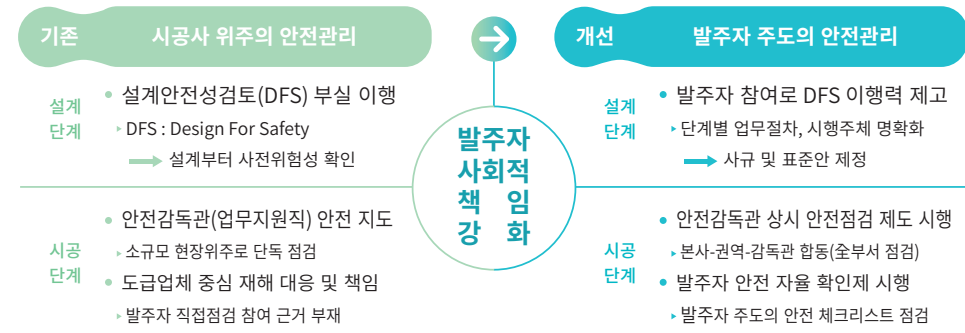 기존 시공사 위주의 안전관리
설계
단계
• 설계안전성검토(DFS) 부실 이행
▸ DFS : Design For Safety
→ 설계부터 사전위험성 확인
시공
단계
• 안전감독관(업무지원직) 안전 지도
▸ 소규모 현장위주로 단독 점검
• 도급업체 중심 재해 대응 및 책임
▸ 발주자 직접점검 참여 근거 부재
발주자
사회적
책 임
강 화
개선 발주자 주도의 안전관리
설계
단계
• 발주자 참여로 DFS 이행력 제고
▸ 단계별 업무절차, 시행주체 명확화
→ 사규 및 표준안 제정
시공
단계
• 안전감독관 상시 안전점검 제도 시행
▸ 본사-권역-감독관 합동(全부서 점검)
• 발주자 안전 자율 확인제 시행
▸ 발주자 주도의 안전 체크리스트 점검